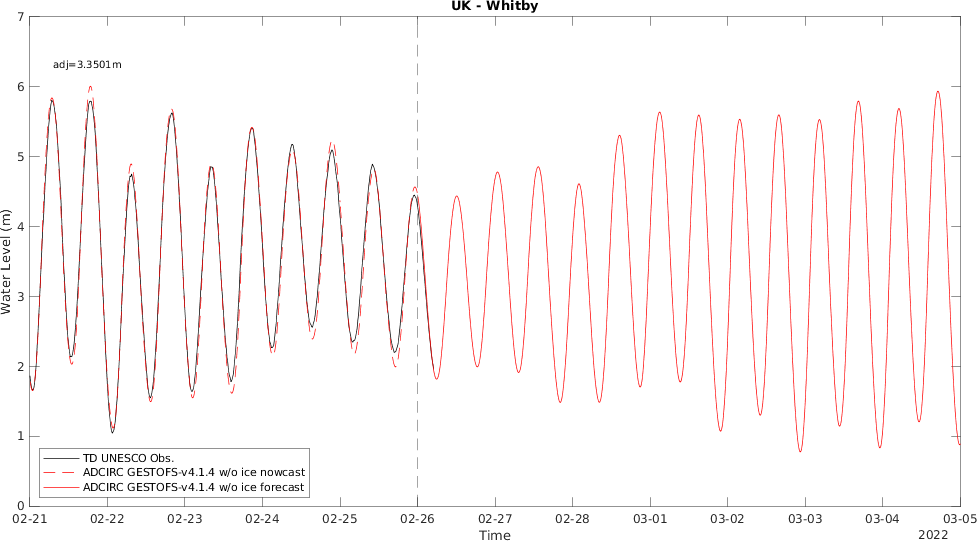 UK - Whitby
7
adj=3.3501m
6
5
4
3
2
1
0
Water Level (m)
TD UNESCO Obs.
ADCIRC GESTOFS-v4.1.4 w/o ice nowcast
ADCIRC GESTOFS-v4.1.4 w/o ice forecast
02-21 02-22 02-23 02-24 02-25 02-26 02-27 02-28 03-01 03-02 03-03 03-04 03-05
Time
2022